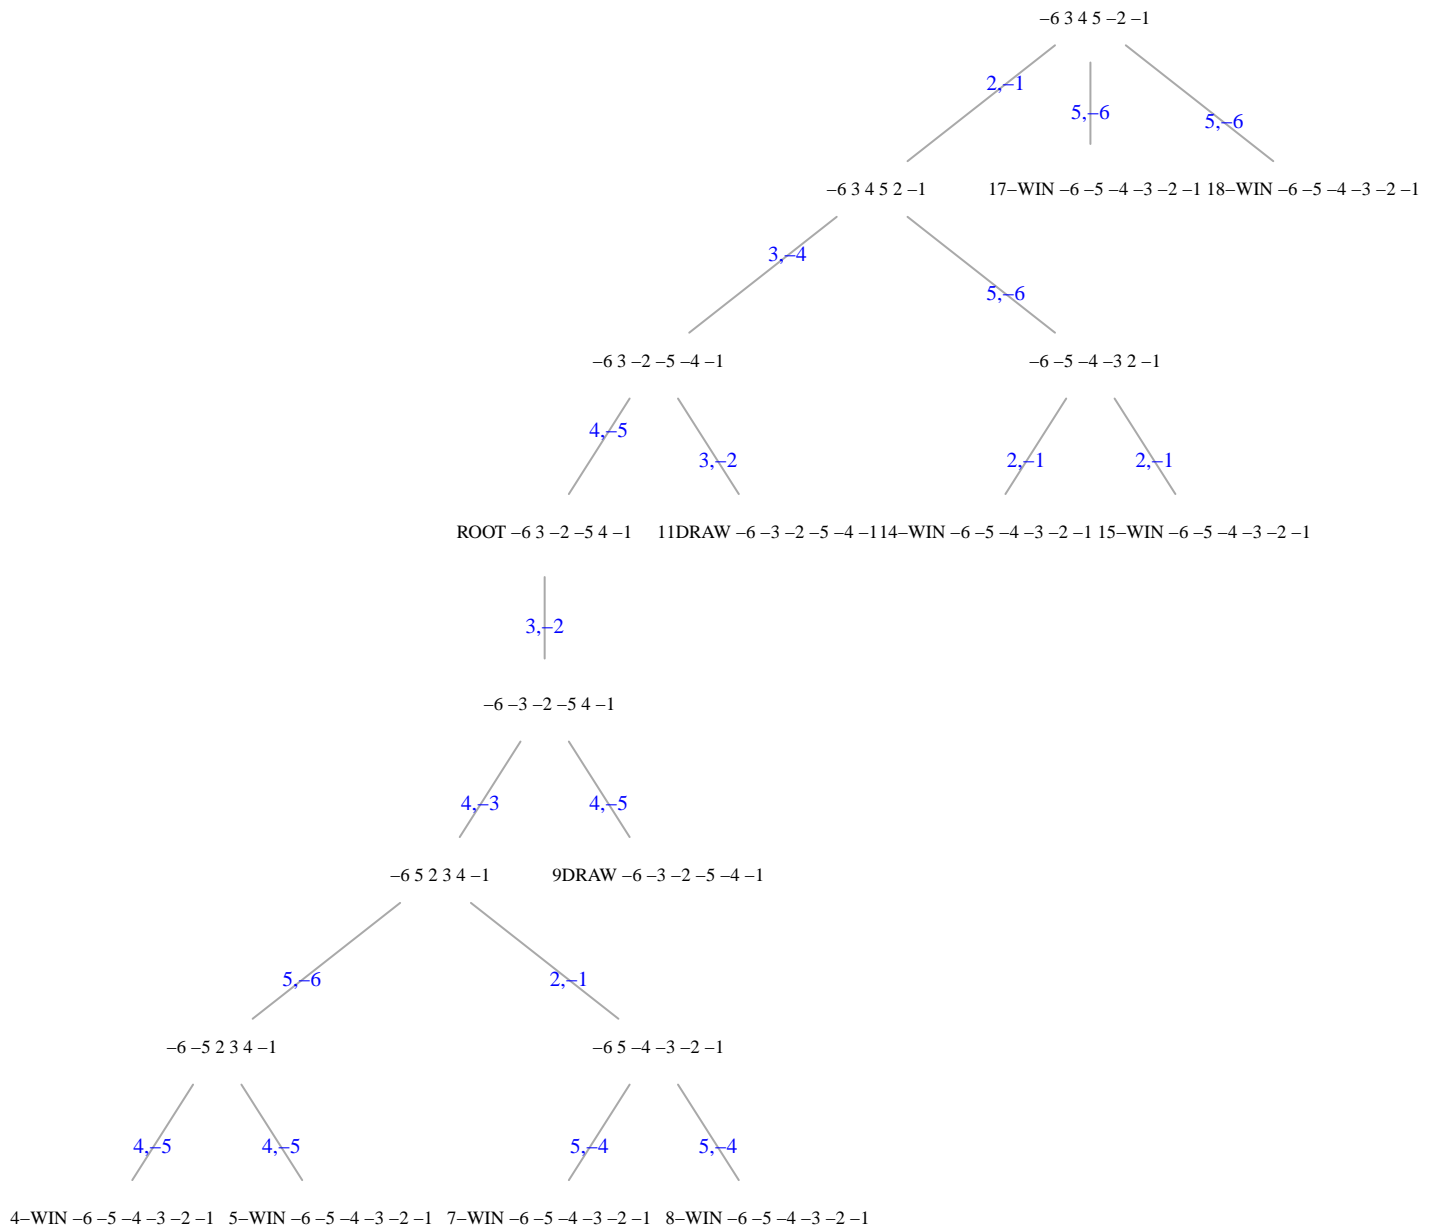 –6 3 4 5 –2 –1
2,–1
5,–6
5,–6
–6 3 4 5 2 –1
17–WIN –6 –5 –4 –3 –2 –1
18–WIN –6 –5 –4 –3 –2 –1
3,–4
5,–6
–6 3 –2 –5 –4 –1
–6 –5 –4 –3 2 –1
4,–5
3,–2
2,–1
2,–1
ROOT –6 3 –2 –5 4 –1
11DRAW –6 –3 –2 –5 –4 –1
14–WIN –6 –5 –4 –3 –2 –1
15–WIN –6 –5 –4 –3 –2 –1
3,–2
–6 –3 –2 –5 4 –1
4,–3
4,–5
–6 5 2 3 4 –1
9DRAW –6 –3 –2 –5 –4 –1
5,–6
2,–1
–6 –5 2 3 4 –1
–6 5 –4 –3 –2 –1
4,–5
4,–5
5,–4
5,–4
4–WIN –6 –5 –4 –3 –2 –1
5–WIN –6 –5 –4 –3 –2 –1
7–WIN –6 –5 –4 –3 –2 –1
8–WIN –6 –5 –4 –3 –2 –1